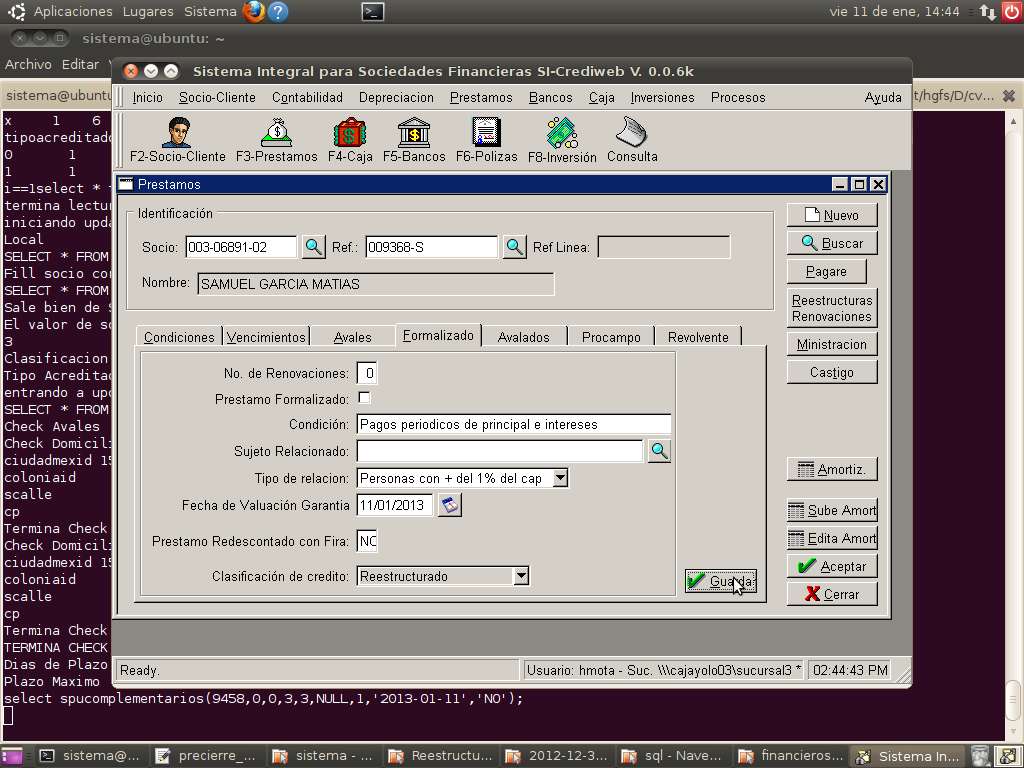 Aplicaciones Lugares Sistema vie 11 de ene, 14:44
sistema@ubuntu: ~
Archivo Editar
sistema@ubuntu t/hgfs/D/cv...
Sistema Integral para Sociedades Financieras SI-Crediweb V. 0.0.6k
Inicio Socio-Cliente Contabilidad Depreciacion Prestamos Bancos Caja Inversiones Procesos Ayuda
F2-Socio-Cliente F3-Prestamos F4-Caja F5-Bancos F6-Polizas F8-Inversión Consulta
Prestamos
Identificación
Socio: 003-06891-02 Ref.: 009368-S Ref Linea:
Nombre: SAMUEL GARCIA MATIAS
Condiciones Vencimientos Avales Formalizado Avalados Procampo Revolvente
No. de Renovaciones: 0
Prestamo Formalizado:
Condición: Pagos periodicos de principal e intereses
Sujeto Relacionado:
Tipo de relacion: Personas con + del 1% del cap
Fecha de Valuación Garantia 11/01/2013
Prestamo Redescontado con Fira: NO
Clasificación de credito: Reestructurado
Guarda
Nuevo
Buscar
Pagare
Reestructuras
Renovaciones
Ministracion
Castigo
Amortiz.
Sube Amort
Edita Amort
Aceptar
Cerrar
Ready. Usuario: hmota - Suc. \\\cajayolo03\sucursal3 * 02:44:43 PM
x 1 6
tipoacreditado
0 1
1 1
i==1select *
termina lectu
iniciando upda
Local
SELECT * FROM
Fill socio co
SELECT * FROM
Sale bien de S
El valor de so
3
Clasificacion
Tipo Acredita
entrando a upd
SELECT * FROM
Check Avales
Check Domicili
ciudadmexid 15
coloniaid
scalle
cp
Termina Check
Check Domicili
ciudadmexid 15
coloniaid
scalle
cp
Termina Check
TERMINA CHECK
Dias de Plazo
Plazo Maximo
select spucomplementarios(9458,0,0,3,3,NULL,1,'2013-01-11','NO');
sistema@... precierre_... sistema - ... Reestructu... 2012-12-3... sql - Nave... financieros... Sistema In...